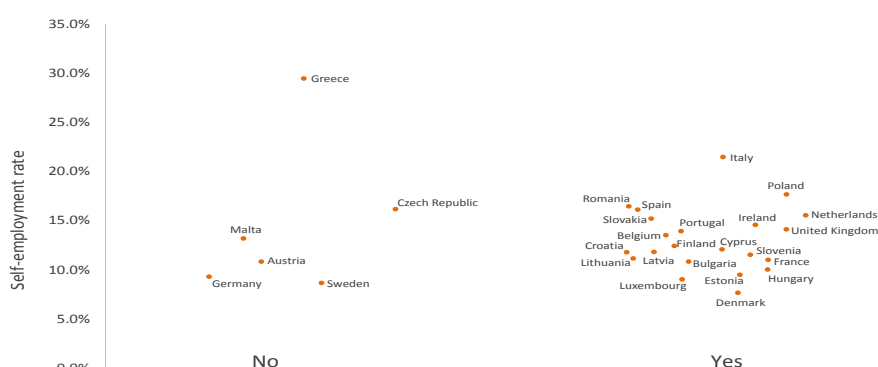 35.0%
30.0%
Greece
25.0%
Italy
20.0%
Poland
Romania
Spain
Czech Republic
Netherlands
Slovakia
Portugal
Ireland
15.0%
Malta
Belgium
United Kingdom
Croatia
Finland
Cyprus
Slovenia
Austria
Lithuania
Latvia
Bulgaria
France
10.0%
Germany
Sweden
Luxembourg
Estonia
Hungary
Denmark
5.0%
0.0%
No
Yes
Self-employment rate